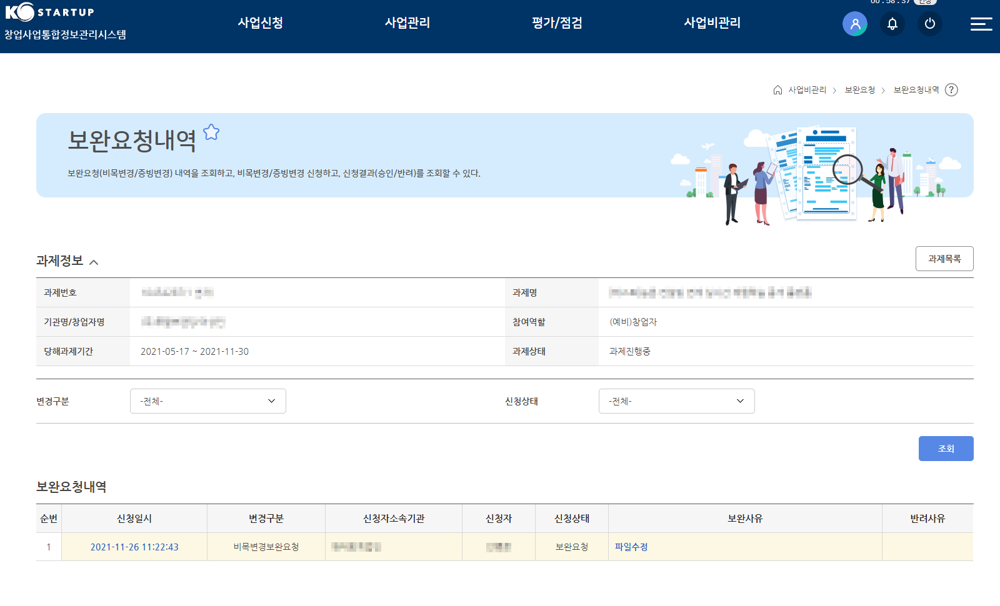 00:58:37
K STARTUP
창업사업통합정보관리시스템
사업신청
사업관리
평가/점검
사업비관리
사업비관리 > 보완요청 > 보완요청내역 ?
보완요청내역
보완요청(비목변경/증빙변경) 내역을 조회하고, 비목변경/증빙변경 신청하고, 신청결과(승인/반려)를 조회할 수 있다.
과제정보
과제목록
과제번호
과제명
기관명/창업자명
참여역할 (예비)창업자
당해과제기간 2021-05-17 ~ 2021-11-30
과제상태 과제진행중
변경구분 -전체-
신청상태 -전체-
조회
보완요청내역
순번 신청일시 변경구분 신청자소속기관 신청자 신청상태 보완사유 반려사유
1 2021-11-26 11:22:43 비목변경보완요청 보완요청 파일수정